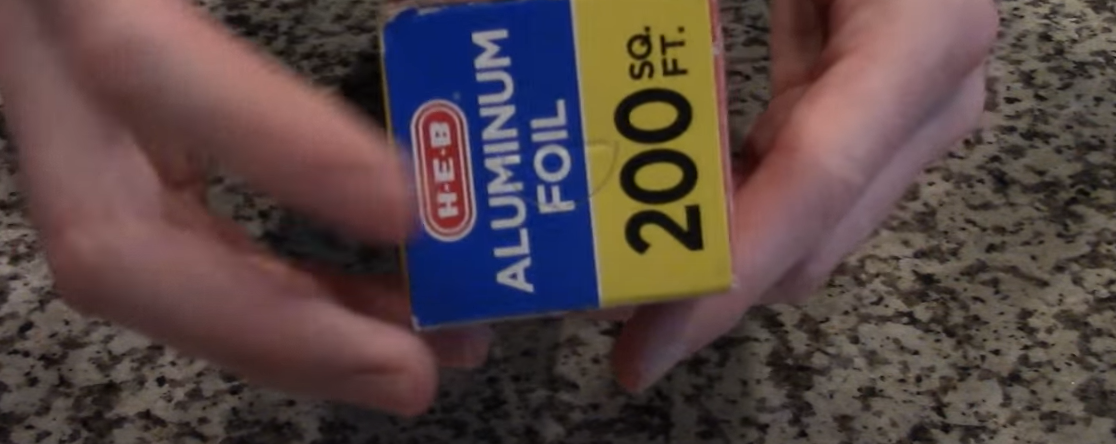 H-E-B
ALUMINUM
FOIL
200 SQ.
FT.